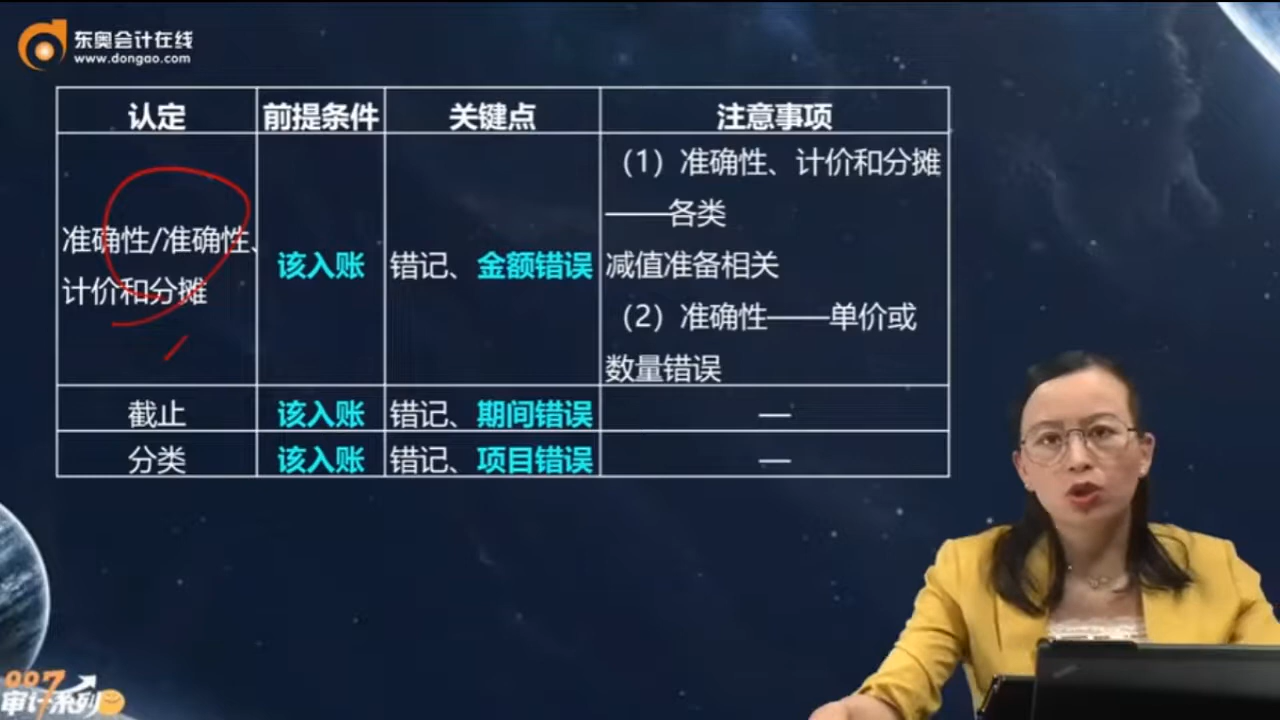 东奥会计在线
www.dongao.com
认定 前提条件 关键点 注意事项
准确性/准确性、
计价和分摊
该入账
错记、金额错误
（1）准确性、计价和分摊
——各类
减值准备相关
（2）准确性——单价或
数量错误
截止 该入账 错记、期间错误 —
分类 该入账 错记、项目错误 —
007
审计系列